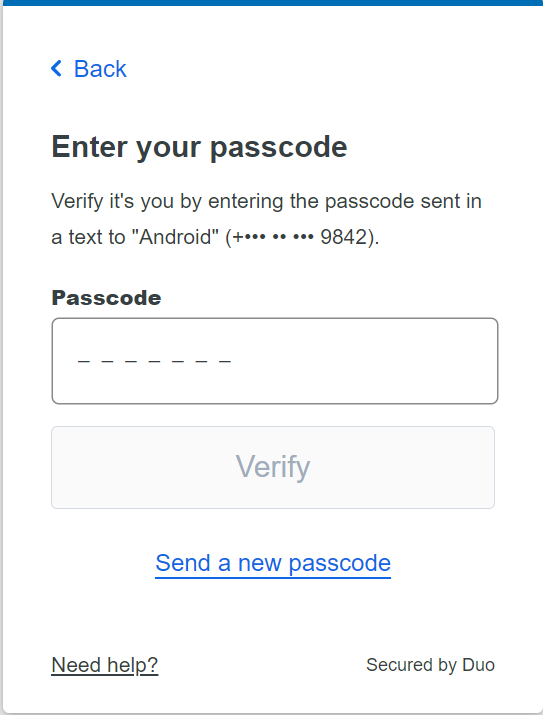 Back
Enter your passcode
Verify it's you by entering the passcode sent in
a text to "Android" (+••• •• ••• 9842).
Passcode
_ _ _ _ _ _ _
Verify
Send a new passcode
Need help?
Secured by Duo